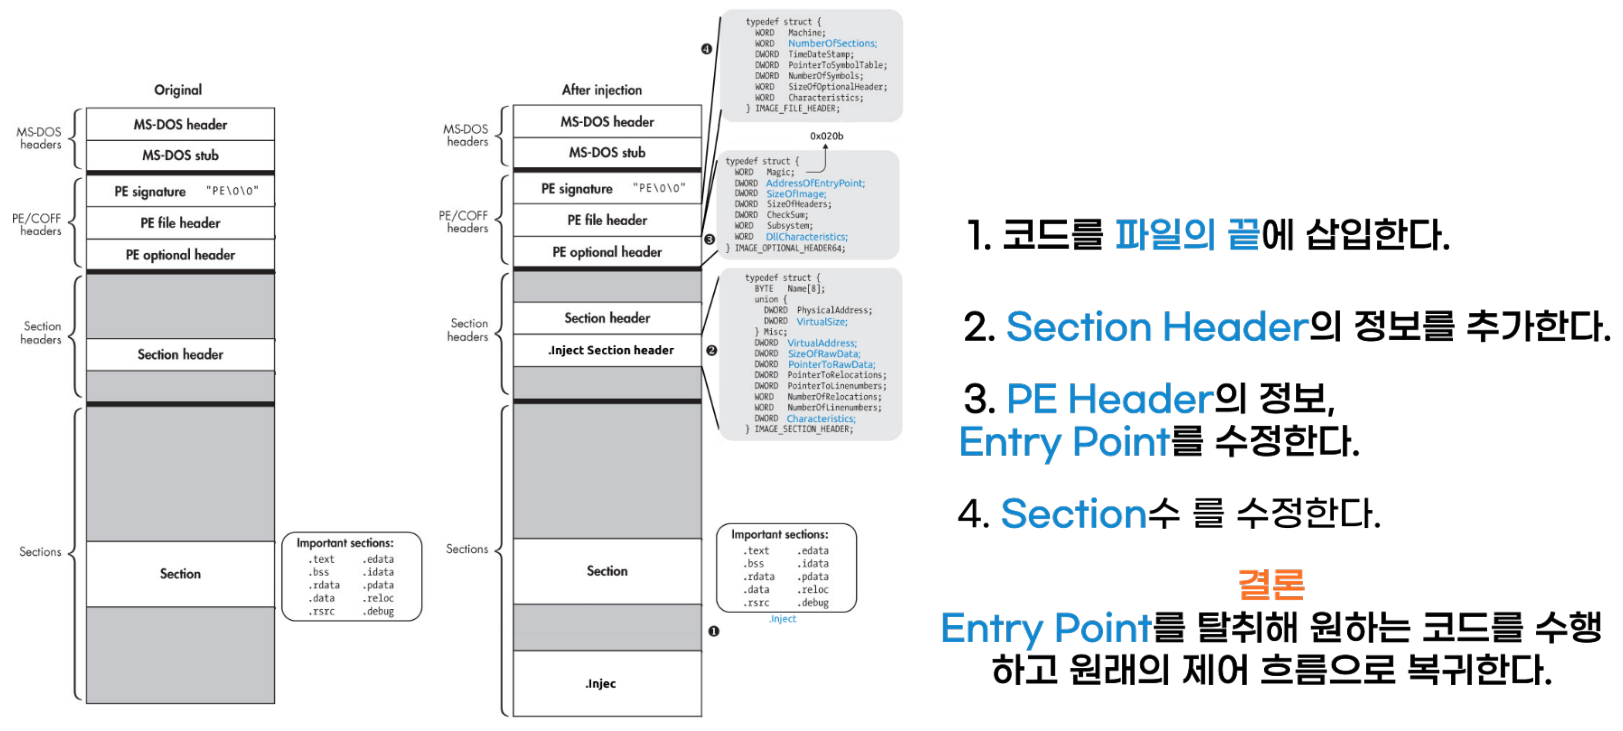 Original
MS-DOS
headers
MS-DOS header
MS-DOS stub
PE/COFF
headers
PE signature "PE\0\0"
PE file header
PE optional header
Section
headers
Section header
Sections
Section
Important sections:
.text .edata
.bss .idata
.rdata .pdata
.data .reloc
.rsrc .debug
After injection
MS-DOS
headers
MS-DOS header
MS-DOS stub
PE/COFF
headers
PE signature "PE\0\0"
PE file header
PE optional header
Section
headers
Section header
.Inject Section header
Sections
Section
.Injec
Important sections:
.text .edata
.bss .idata
.rdata .pdata
.data .reloc
.rsrc .debug
.Inject
❶
❹
typedef struct {
WORD Machine;
WORD NumberOfSections;
DWORD TimeDateStamp;
DWORD PointerToSymbolTable;
DWORD NumberOfSymbols;
WORD SizeOfOptionalHeader;
WORD Characteristics;
} IMAGE_FILE_HEADER;
0x020b
❸
typedef struct {
WORD Magic;
DWORD AddressOfEntryPoint;
DWORD SizeOfImage;
DWORD SizeOfHeaders;
DWORD CheckSum;
WORD Subsystem;
WORD DllCharacteristics;
} IMAGE_OPTIONAL_HEADER64;
❷
typedef struct {
BYTE Name[8];
union {
DWORD PhysicalAddress;
DWORD VirtualSize;
} Misc;
DWORD VirtualAddress;
DWORD SizeOfRawData;
DWORD PointerToRawData;
DWORD PointerToRelocations;
DWORD PointerToLinenumbers;
WORD NumberOfRelocations;
WORD NumberOfLinenumbers;
DWORD Characteristics;
} IMAGE_SECTION_HEADER;
1. 코드를 파일의 끝에 삽입한다.
2. Section Header의 정보를 추가한다.
3. PE Header의 정보,
Entry Point를 수정한다.
4. Section수 를 수정한다.
결론
Entry Point를 탈취해 원하는 코드를 수행
하고 원래의 제어 흐름으로 복귀한다.